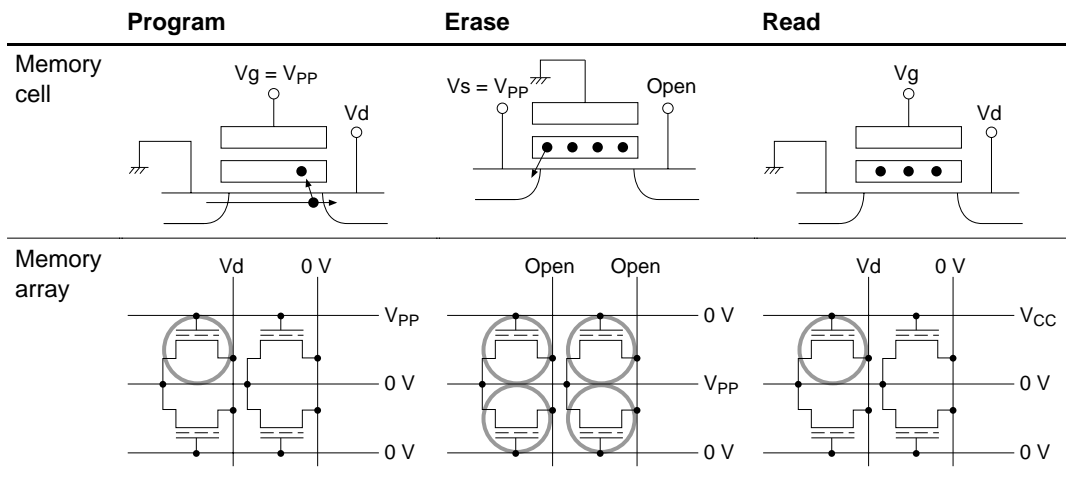 Program Erase Read
Memory cell
Vg = VPP
Vd
Vs = VPP
Open
Vg
Vd
Memory array
Vd 0 V
VPP
0 V
0 V
Open Open
0 V
VPP
0 V
Vd 0 V
VCC
0 V
0 V